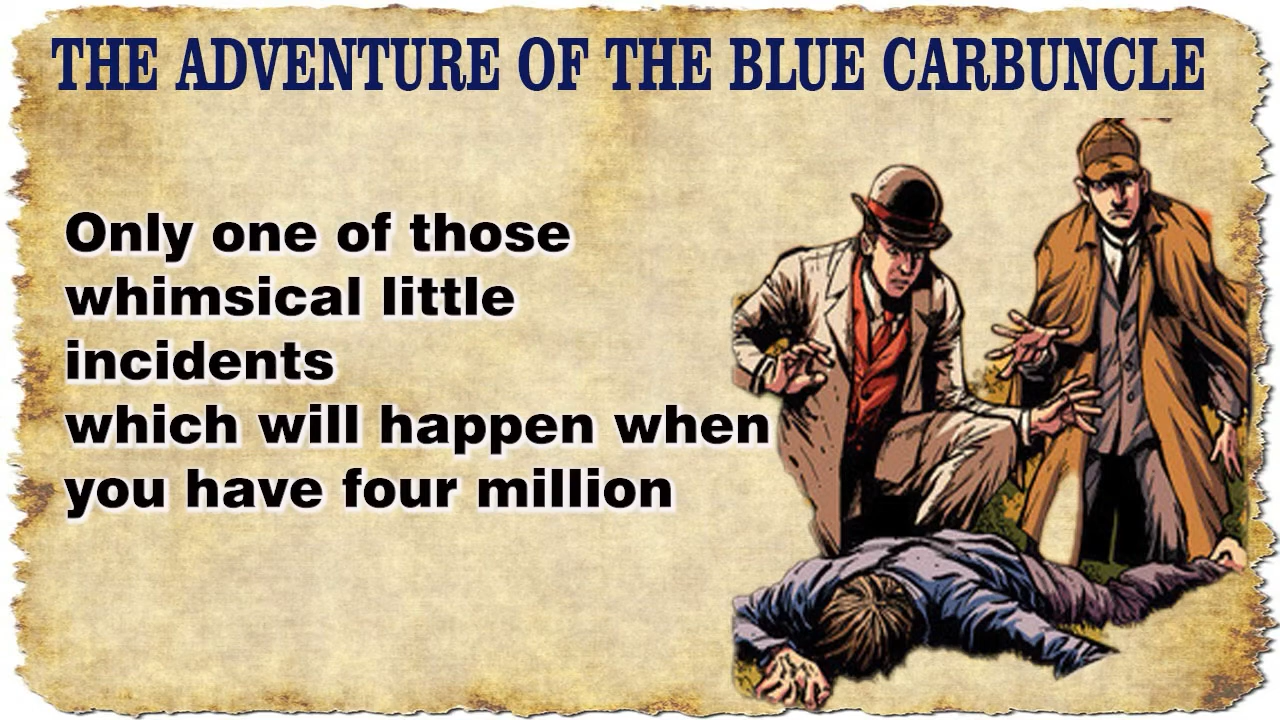 THE ADVENTURE OF THE BLUE CARBUNCLE
Only one of those
whimsical little
incidents
which will happen when
you have four million